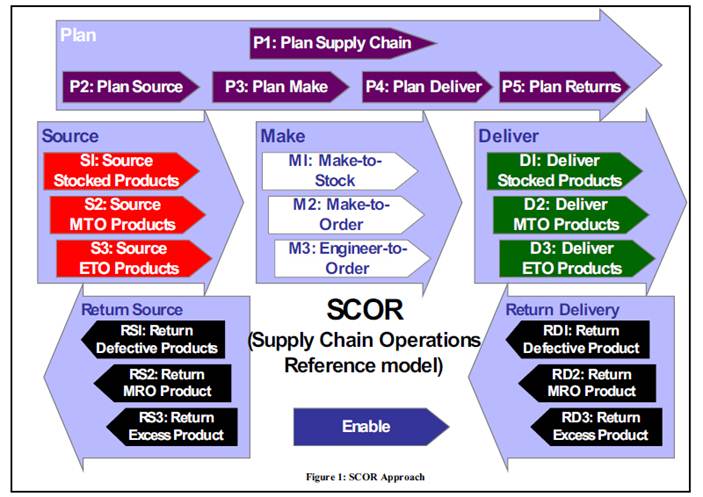 Plan
P1: Plan Supply Chain
P2: Plan Source
P3: Plan Make
P4: Plan Deliver
P5: Plan Returns
Source
SI: Source
Stocked Products
S2: Source
MTO Products
S3: Source
ETO Products
Make
MI: Make-to-
Stock
M2: Make-to-
Order
M3: Engineer-to-
Order
Deliver
DI: Deliver
Stocked Products
D2: Deliver
MTO Products
D3: Deliver
ETO Products
Return Source
RSI: Return
Defective Products
RS2: Return
MRO Product
RS3: Return
Excess Product
SCOR
(Supply Chain Operations
Reference model)
Enable
Return Delivery
RDI: Return
Defective Product
RD2: Return
MRO Product
RD3: Return
Excess Product
Figure 1: SCOR Approach